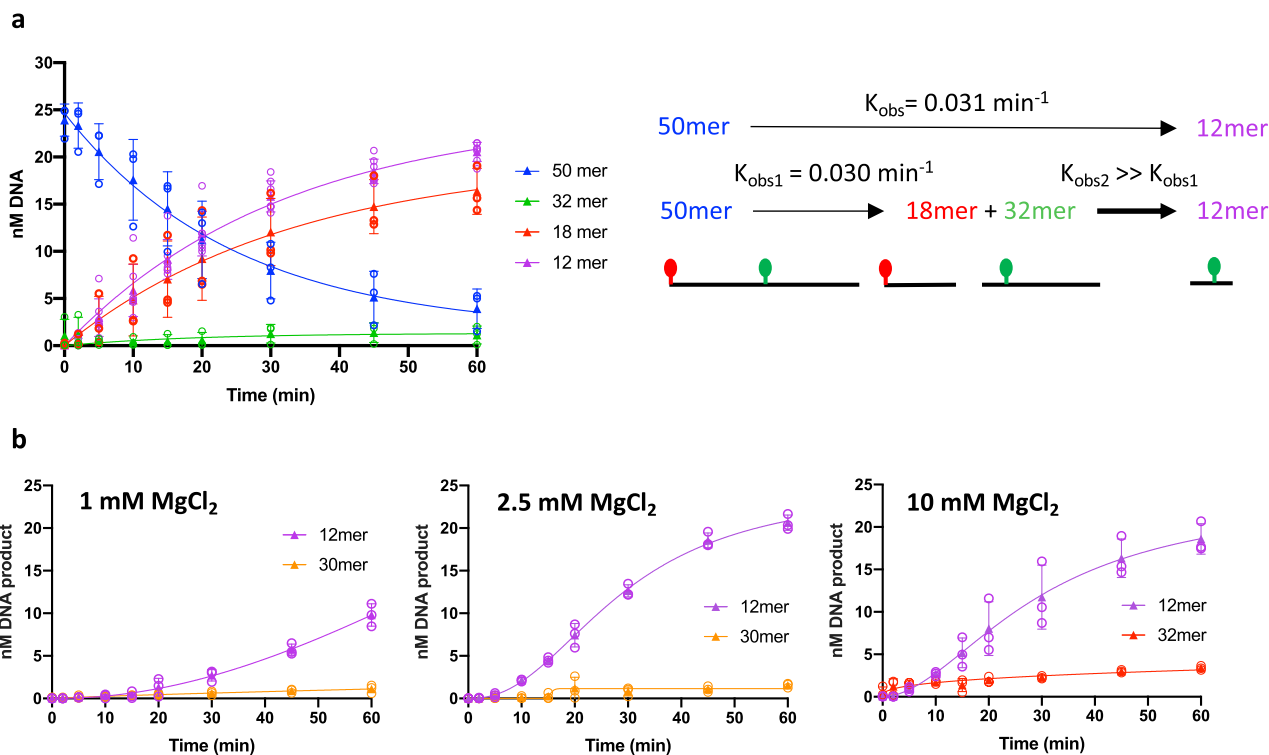 a
30
25
20
15
10
5
0
nM DNA
0 10 20 30 40 50 60
Time (min)
50 mer
32 mer
18 mer
12 mer
Kobs= 0.031 min-1
50mer 12mer
Kobs1 = 0.030 min-1 Kobs2 >> Kobs1
50mer 18mer + 32mer 12mer
b
25
20
15
10
5
0
nM DNA product
1 mM MgCl2
12mer
30mer
0 10 20 30 40 50 60
Time (min)
25
20
15
10
5
0
nM DNA product
2.5 mM MgCl2
12mer
30mer
0 10 20 30 40 50 60
Time (min)
25
20
15
10
5
0
nM DNA product
10 mM MgCl2
12mer
32mer
0 10 20 30 40 50 60
Time (min)